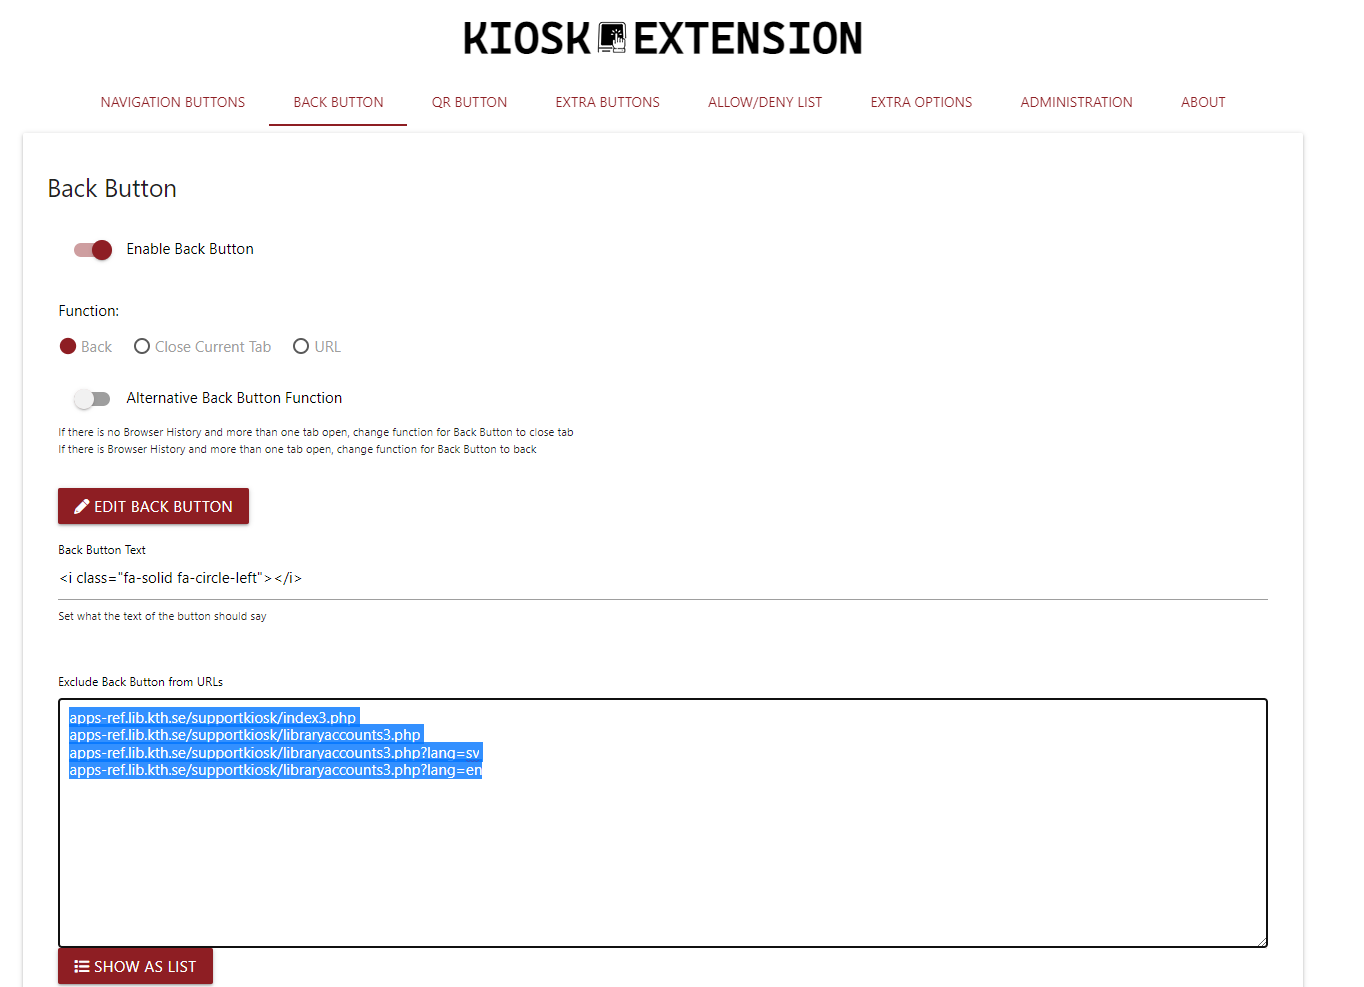 KIOSK EXTENSION
NAVIGATION BUTTONS BACK BUTTON QR BUTTON EXTRA BUTTONS ALLOW/DENY LIST EXTRA OPTIONS ADMINISTRATION ABOUT
Back Button
Enable Back Button
Function:
Back Close Current Tab URL
Alternative Back Button Function
If there is no Browser History and more than one tab open, change function for Back Button to close tab
If there is Browser History and more than one tab open, change function for Back Button to back
EDIT BACK BUTTON
Back Button Text
<i class="fa-solid fa-circle-left"></i>
Set what the text of the button should say
Exclude Back Button from URLs
apps-ref.lib.kth.se/supportkiosk/index3.php
apps-ref.lib.kth.se/supportkiosk/libraryaccounts3.php
apps-ref.lib.kth.se/supportkiosk/libraryaccounts3.php?lang=sv
apps-ref.lib.kth.se/supportkiosk/libraryaccounts3.php?lang=en
SHOW AS LIST